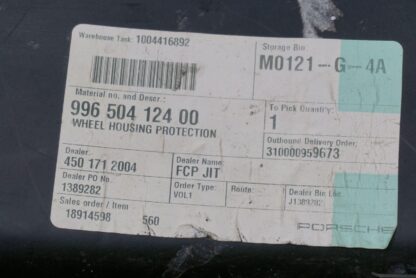 Warehouse Task: 1004416892
Storage Bin
M0121-G-4A
Material no. and Descr.:
996 504 124 00
WHEEL HOUSING PROTECTION
To Pick Quantity:
1
Outbound Delivery Order:
310000959673
Dealer
450 171 2004
Dealer Name:
FCP JIT
Dealer PO No.
1389282
Order Type:
VOL1
Route:
Dealer Bin Loc.
J1389282
Sales order / Item
18914598 560
PORSCHE